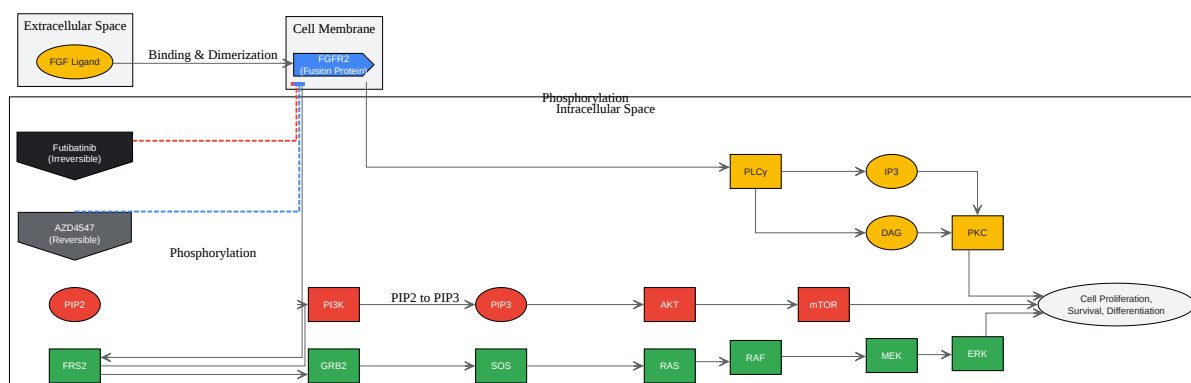 Extracellular Space
FGF Ligand
Binding & Dimerization
Cell Membrane
FGFR2
(Fusion Protein)
Phosphorylation
Intracellular Space
Futibatinib
(Irreversible)
PLCγ
IP3
AZD4547
(Reversible)
DAG
PKC
Phosphorylation
PIP2
PI3K
PIP2 to PIP3
PIP3
AKT
mTOR
Cell Proliferation,
Survival, Differentiation
FRS2
GRB2
SOS
RAS
RAF
MEK
ERK